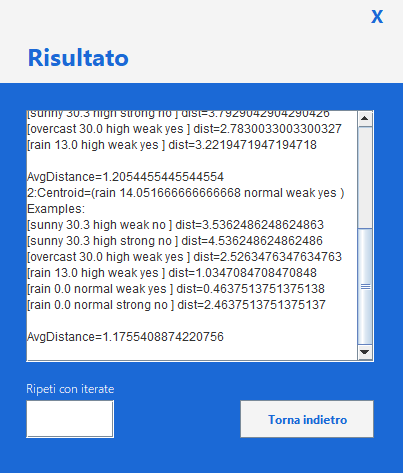 X
Risultato
[sunny 30.3 high strong no ] dist=3.7929042904290426
[overcast 30.0 high weak yes ] dist=2.7830033003300327
[rain 13.0 high weak yes ] dist=3.2219471947194718
AvgDistance=1.2054455445544554
2:Centroid=(rain 14.051666666666668 normal weak yes )
Examples:
[sunny 30.3 high weak no ] dist=3.5362486248624863
[sunny 30.3 high strong no ] dist=4.536248624862486
[overcast 30.0 high weak yes ] dist=2.5263476347634763
[rain 13.0 high weak yes ] dist=1.0347084708470848
[rain 0.0 normal weak yes ] dist=0.4637513751375138
[rain 0.0 normal strong no ] dist=2.4637513751375137
AvgDistance=1.1755408874220756
Ripeti con iterate
Torna indietro